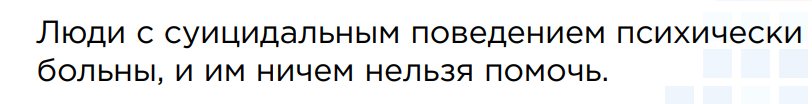 Люди с суицидальным поведением психически
больны, и им ничем нельзя помочь.